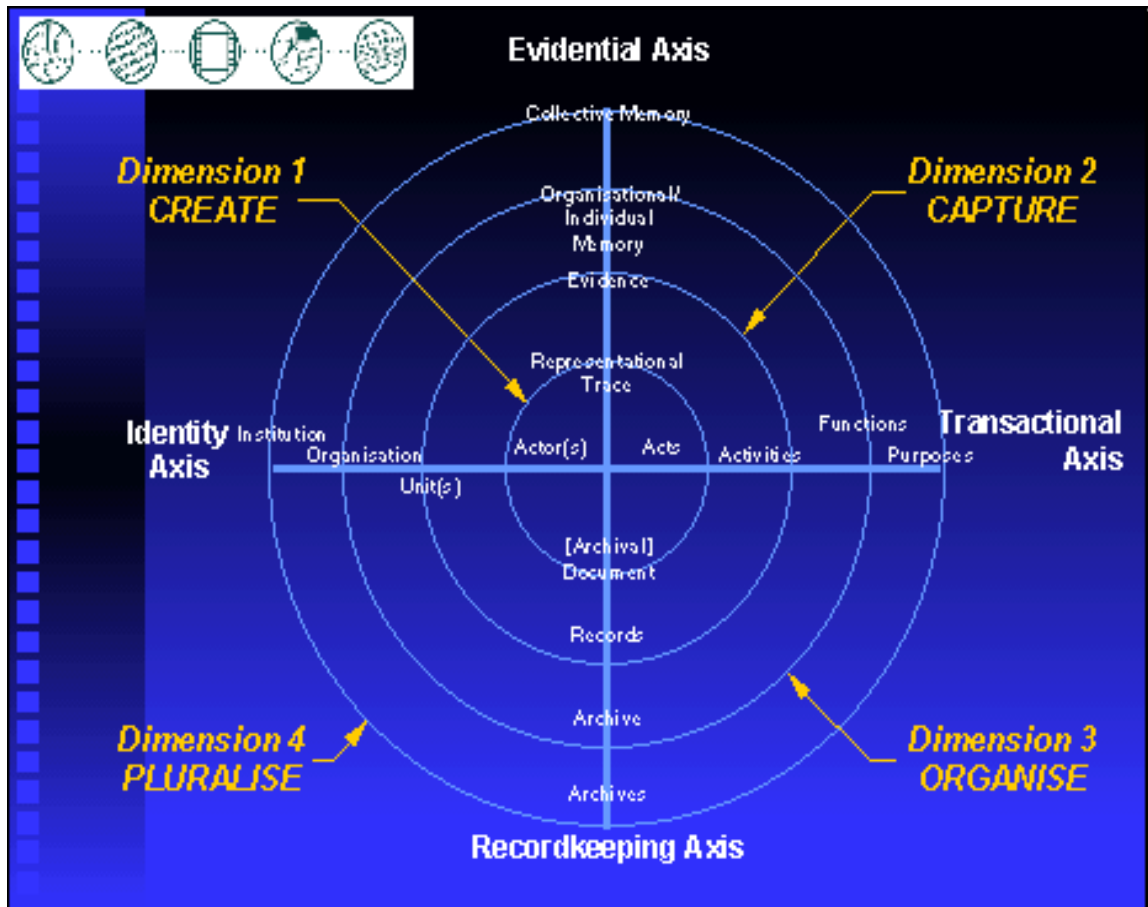 Evidential Axis
Collective Memory
Dimension 1
CREATE
Dimension 2
CAPTURE
Organisational/
Individual
Memory
Evidence
Representational
Trace
Identity
Axis
Institution
Organisation
Unit(s)
Actor(s)
Acts
Activities
Functions
Purposes
Transactional
Axis
[Archival]
Document
Records
Archive
Archives
Dimension 4
PLURALISE
Dimension 3
ORGANISE
Recordkeeping Axis